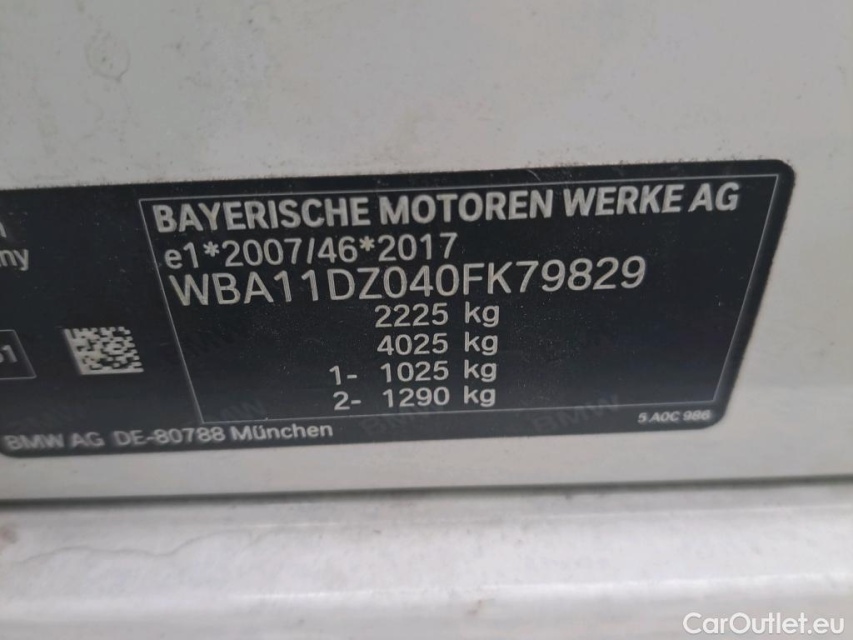 BAYERISCHE MOTOREN WERKE AG
e1*2007/46*2017
WBA11DZ040FK79829
2225 kg
4025 kg
1- 1025 kg
2- 1290 kg
5 A0C 986
BMW AG DE-80788 München
CarOutlet.eu